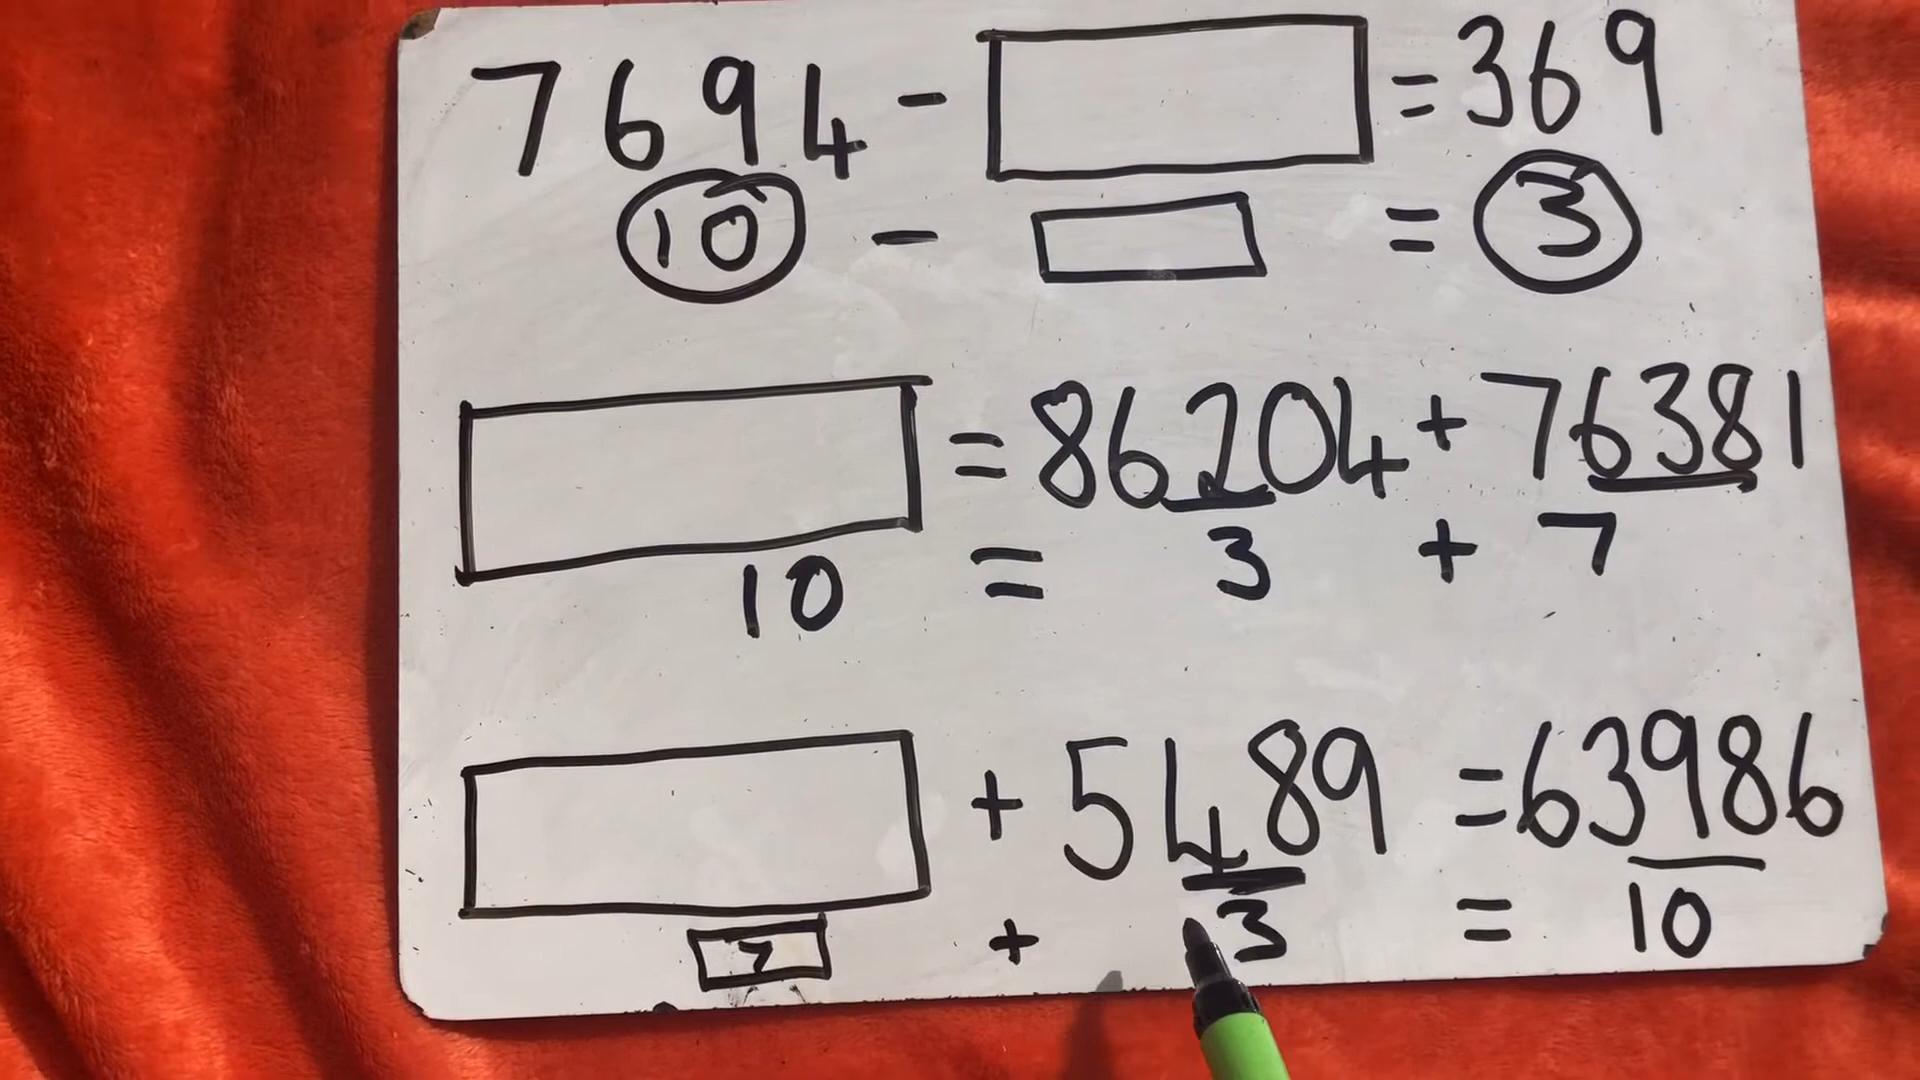 7694 - = 369
10 - = 3
= 86204 + 76381
10 = 3 + 7
+ 5489 = 63986
7 + 3 = 10